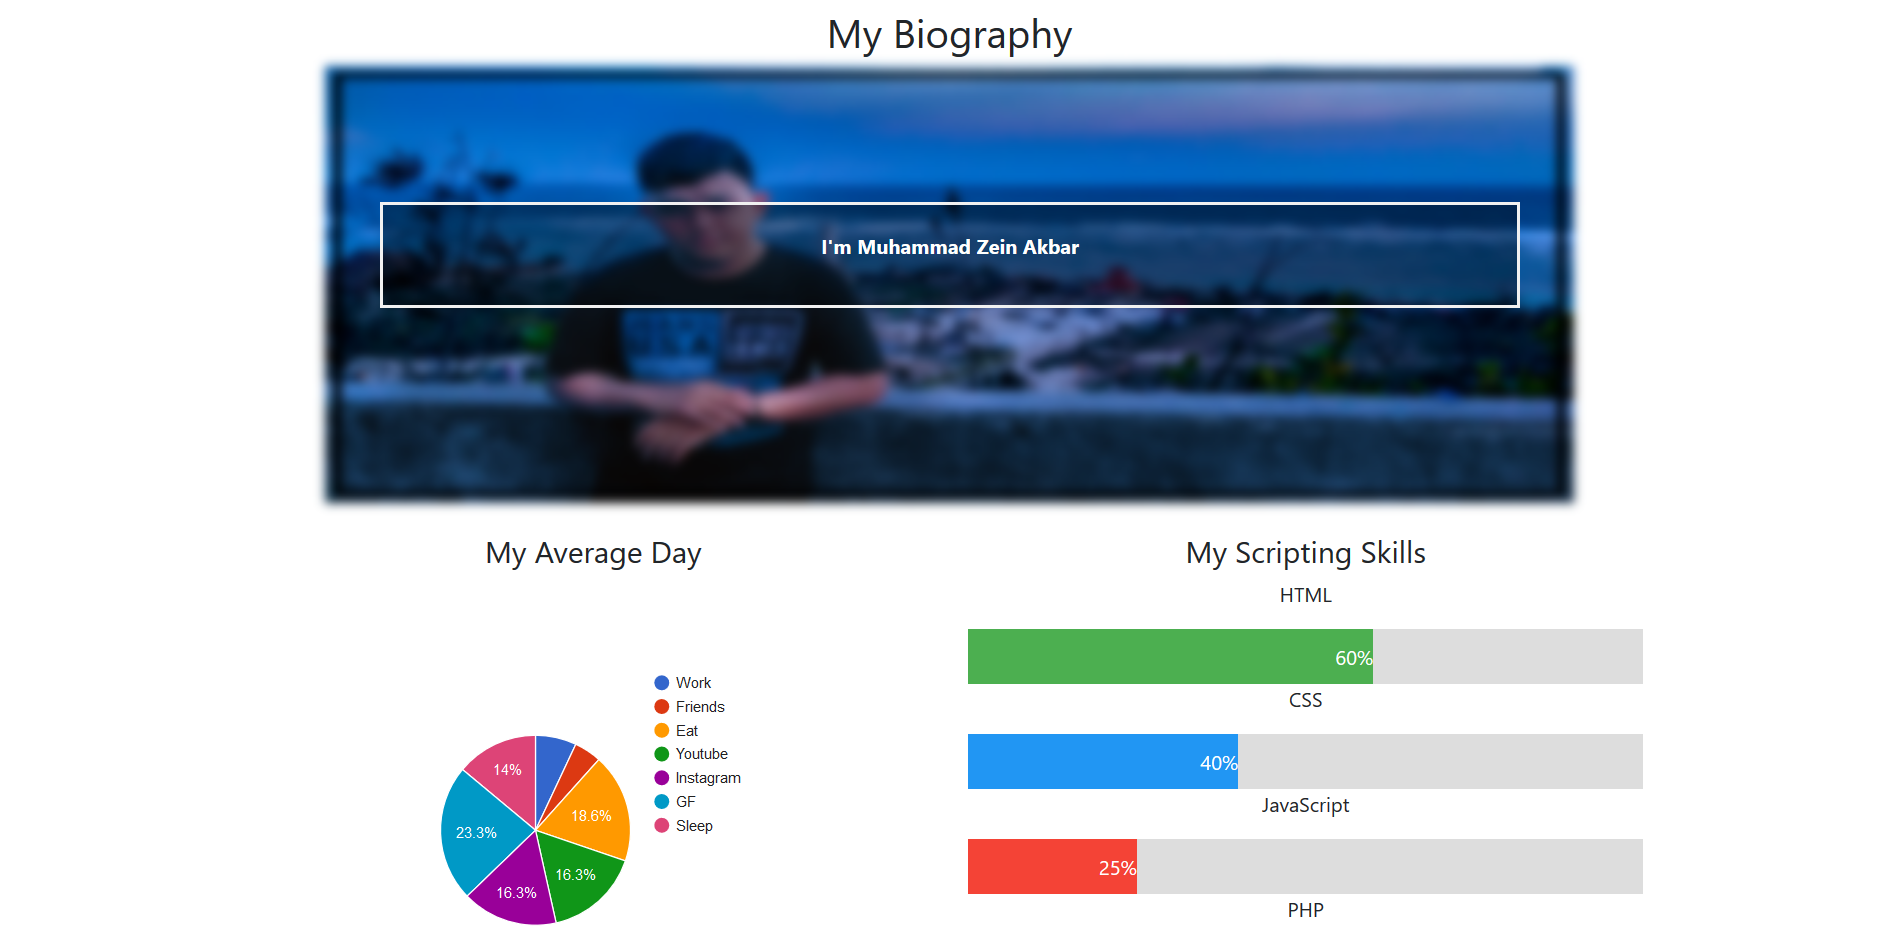 My Biography
I'm Muhammad Zein Akbar
My Average Day
Work
Friends
Eat
Youtube
Instagram
GF
Sleep
14%
18.6%
23.3%
16.3%
16.3%
My Scripting Skills
HTML
60%
CSS
40%
JavaScript
25%
PHP